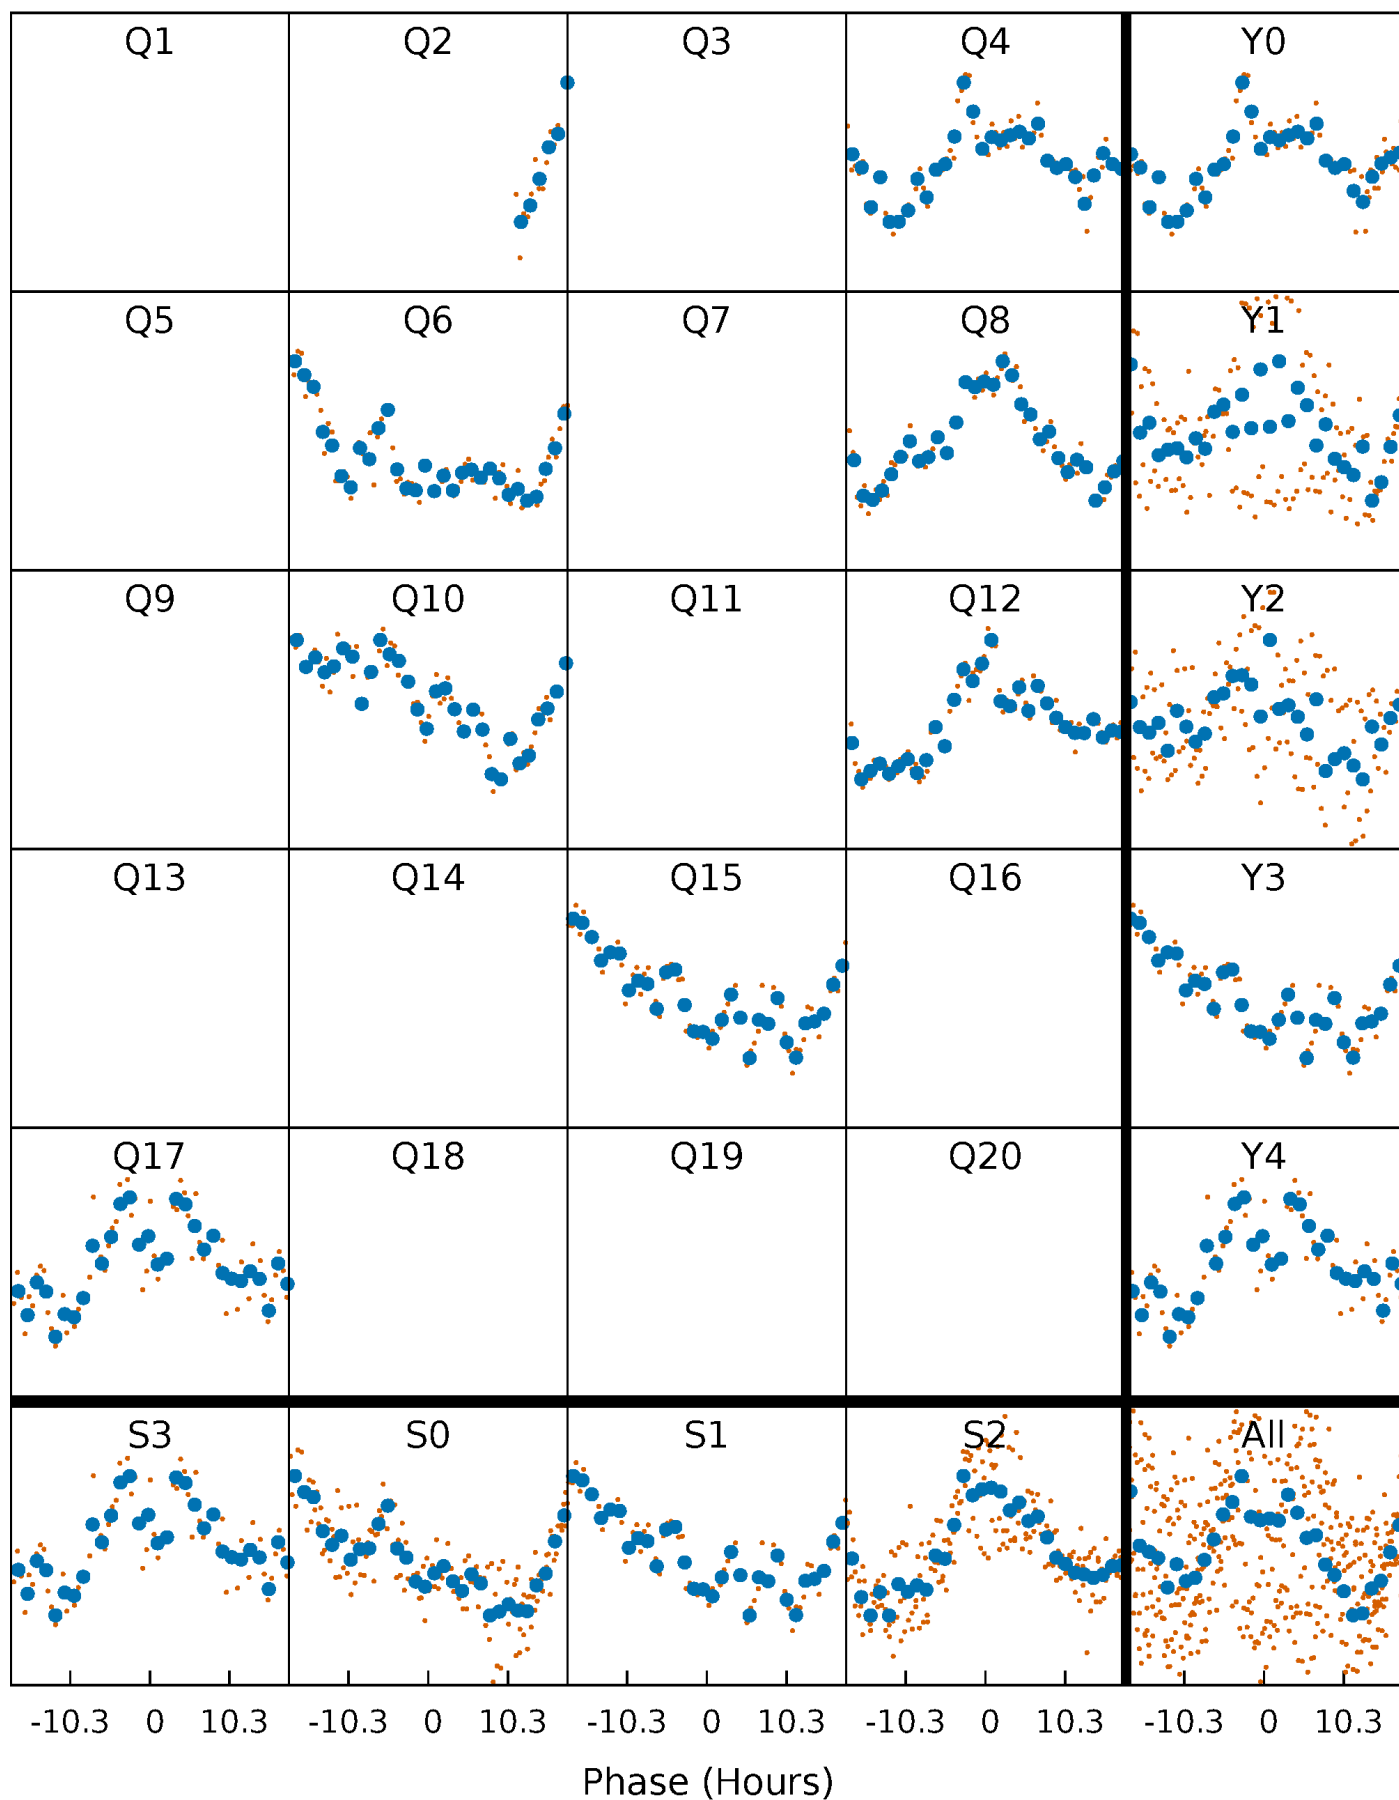 Q1 Q2 Q3 Q4 Y0
Q5 Q6 Q7 Q8 Y1
Q9 Q10 Q11 Q12 Y2
Q13 Q14 Q15 Q16 Y3
Q17 Q18 Q19 Q20 Y4
S3 S0 S1 S2 All
-10.3 0 10.3 -10.3 0 10.3 -10.3 0 10.3 -10.3 0 10.3 -10.3 0 10.3
Phase (Hours)